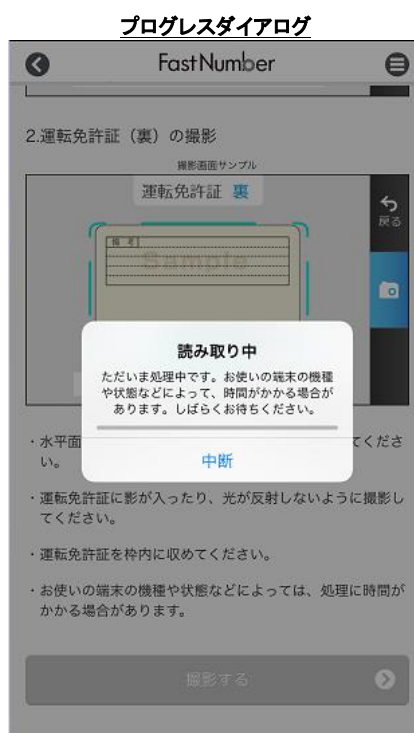 プログレスダイアログ
FastNumber
2.運転免許証（裏）の撮影
撮影画面サンプル
運転免許証 裏
戻る
備 考
Sample
読み取り中
ただいま処理中です。お使いの端末の機種
や状態などによって、時間がかかる場合が
あります。しばらくお待ちください。
中断
・水平面
てくださ
い。
・運転免許証に影が入ったり、光が反射しないように撮影し
てください。
・運転免許証を枠内に収めてください。
・お使いの端末の機種や状態などによっては、処理に時間が
かかる場合があります。
撮影する